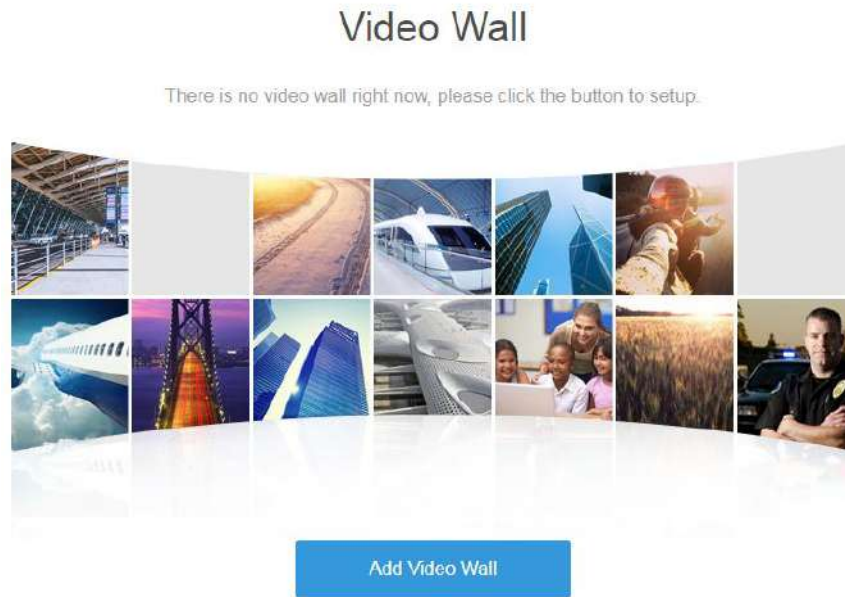 Video Wall
There is no video wall right now, please click the button to setup.
Add Video Wall